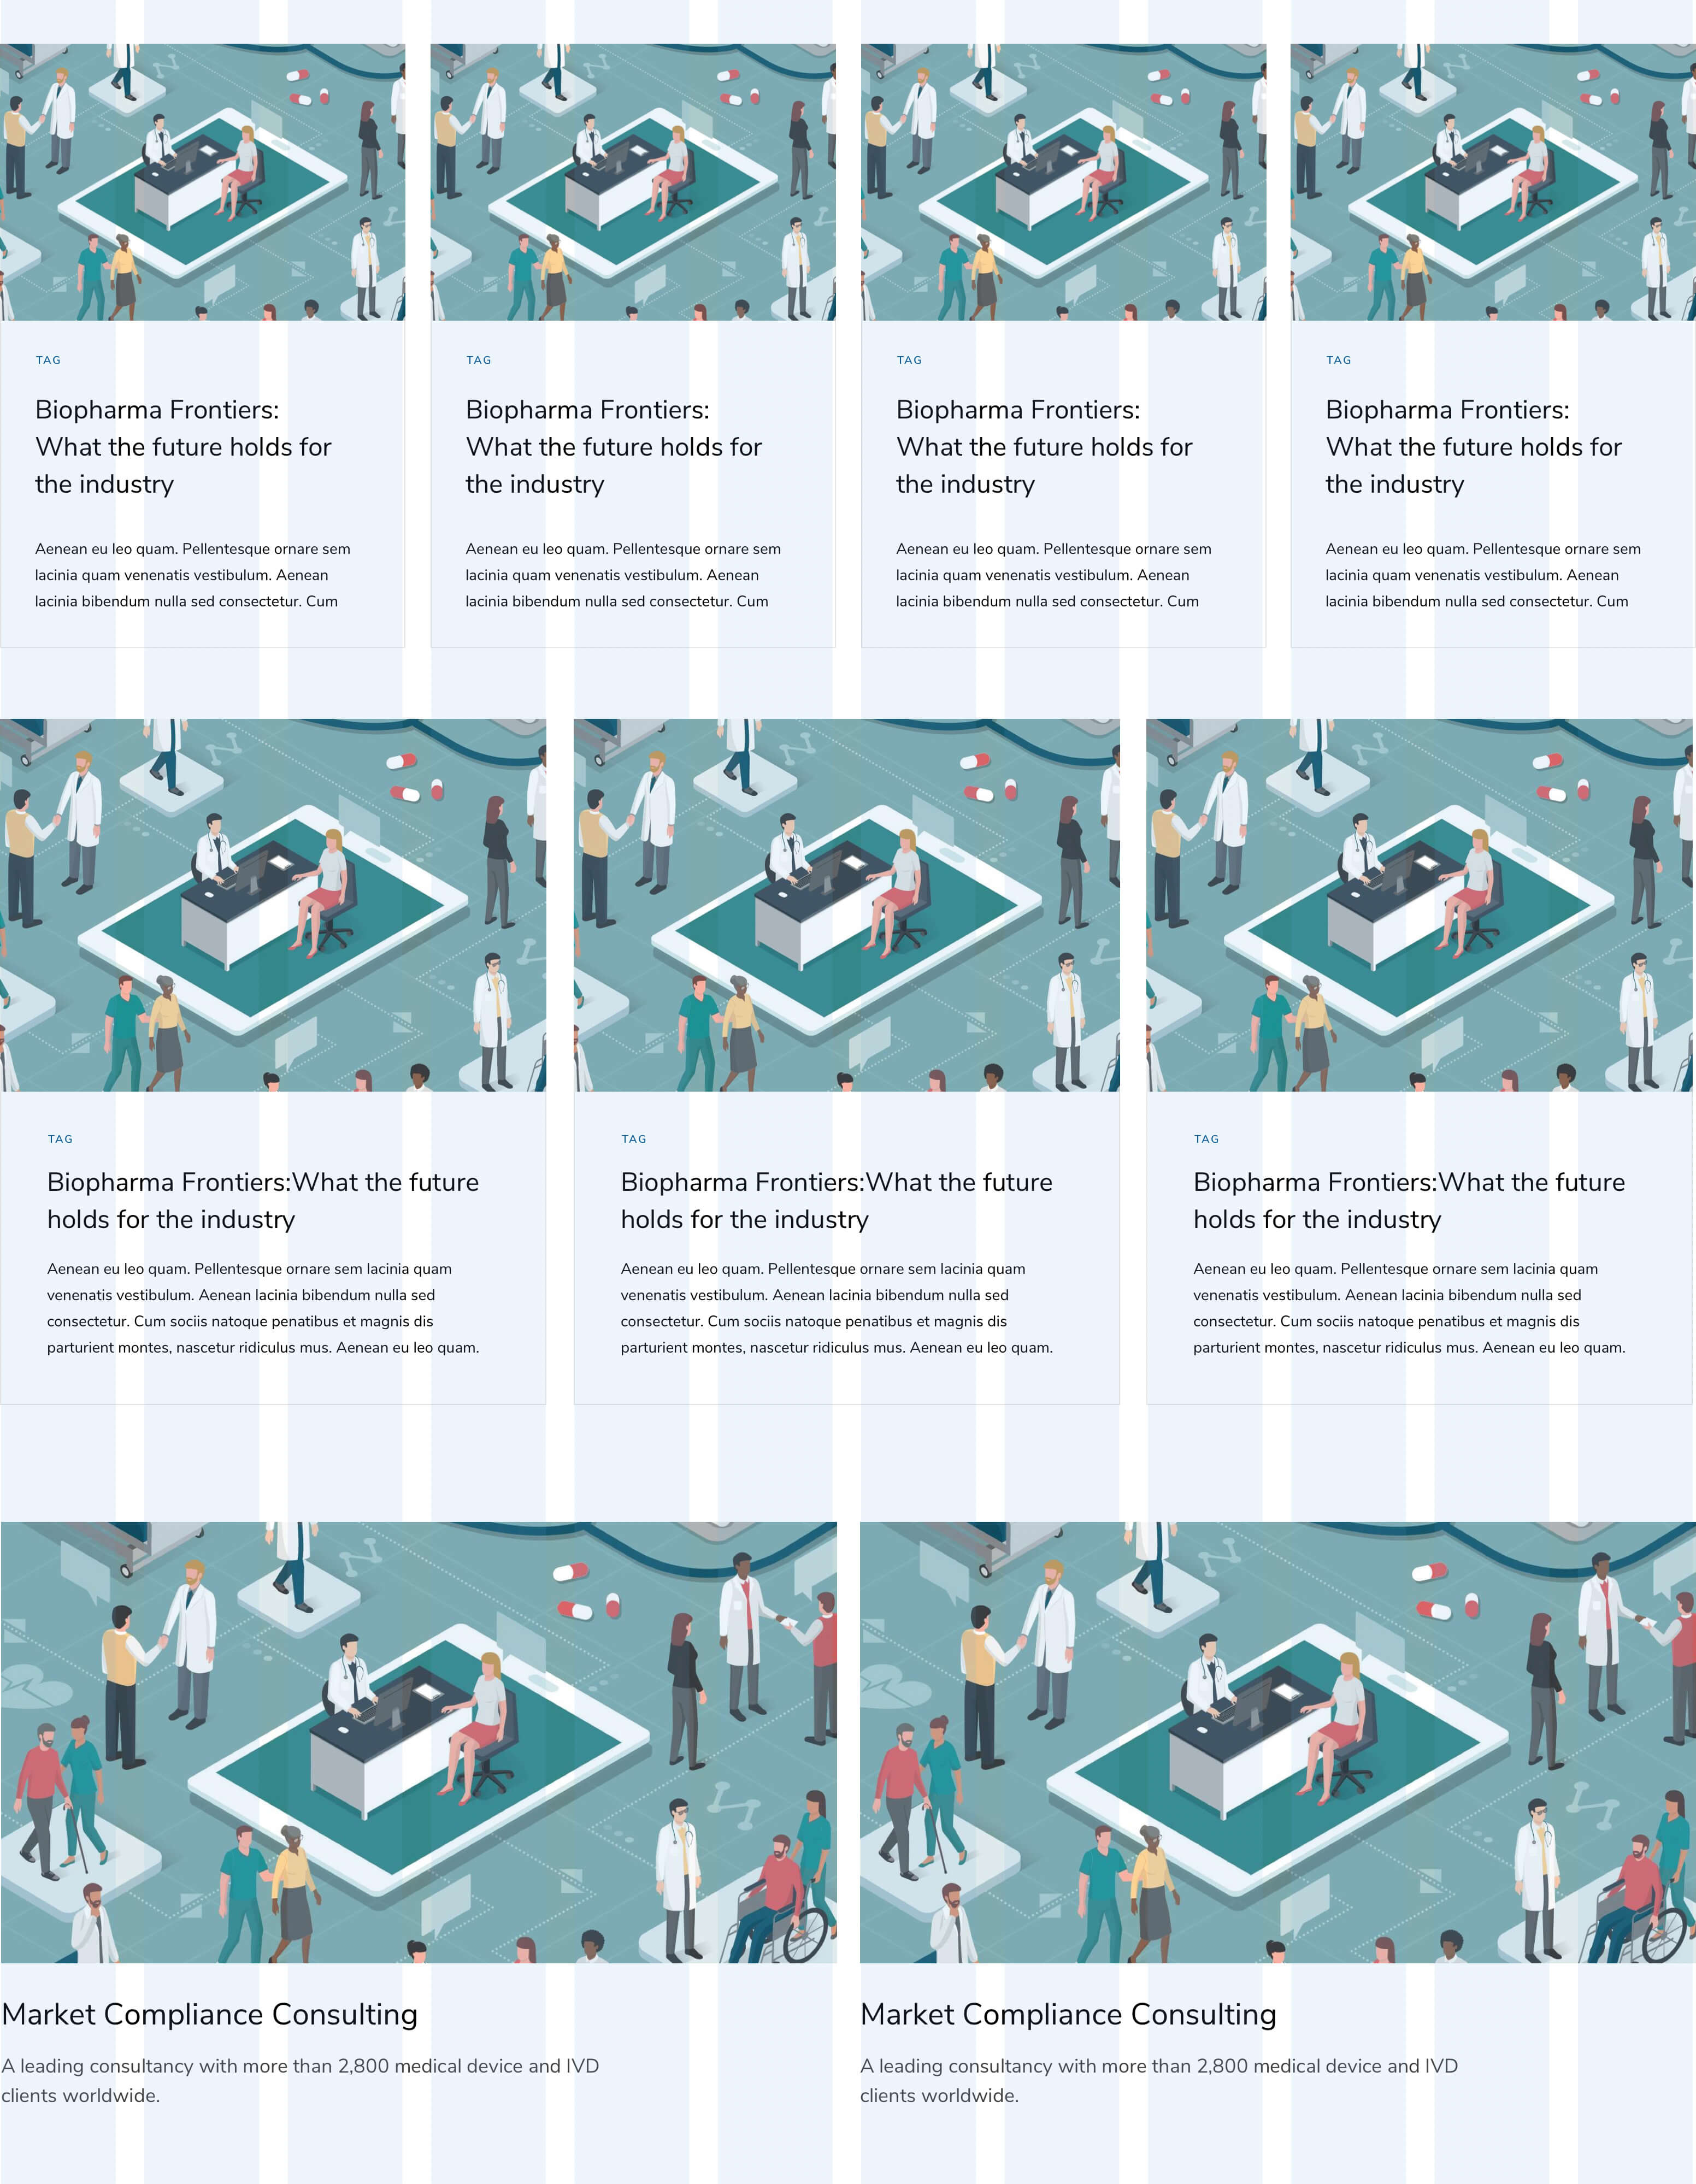 TAG
Biopharma Frontiers:
What the future holds for
the industry
Aenean eu leo quam. Pellentesque ornare sem
lacinia quam venenatis vestibulum. Aenean
lacinia bibendum nulla sed consectetur. Cum
TAG
Biopharma Frontiers:
What the future holds for
the industry
Aenean eu leo quam. Pellentesque ornare sem
lacinia quam venenatis vestibulum. Aenean
lacinia bibendum nulla sed consectetur. Cum
TAG
Biopharma Frontiers:
What the future holds for
the industry
Aenean eu leo quam. Pellentesque ornare sem
lacinia quam venenatis vestibulum. Aenean
lacinia bibendum nulla sed consectetur. Cum
TAG
Biopharma Frontiers:
What the future holds for
the industry
Aenean eu leo quam. Pellentesque ornare sem
lacinia quam venenatis vestibulum. Aenean
lacinia bibendum nulla sed consectetur. Cum
TAG
Biopharma Frontiers:What the future
holds for the industry
Aenean eu leo quam. Pellentesque ornare sem lacinia quam
venenatis vestibulum. Aenean lacinia bibendum nulla sed
consectetur. Cum sociis natoque penatibus et magnis dis
parturient montes, nascetur ridiculus mus. Aenean eu leo quam.
TAG
Biopharma Frontiers:What the future
holds for the industry
Aenean eu leo quam. Pellentesque ornare sem lacinia quam
venenatis vestibulum. Aenean lacinia bibendum nulla sed
consectetur. Cum sociis natoque penatibus et magnis dis
parturient montes, nascetur ridiculus mus. Aenean eu leo quam.
TAG
Biopharma Frontiers:What the future
holds for the industry
Aenean eu leo quam. Pellentesque ornare sem lacinia quam
venenatis vestibulum. Aenean lacinia bibendum nulla sed
consectetur. Cum sociis natoque penatibus et magnis dis
parturient montes, nascetur ridiculus mus. Aenean eu leo quam.
Market Compliance Consulting
A leading consultancy with more than 2,800 medical device and IVD
clients worldwide.
Market Compliance Consulting
A leading consultancy with more than 2,800 medical device and IVD
clients worldwide.